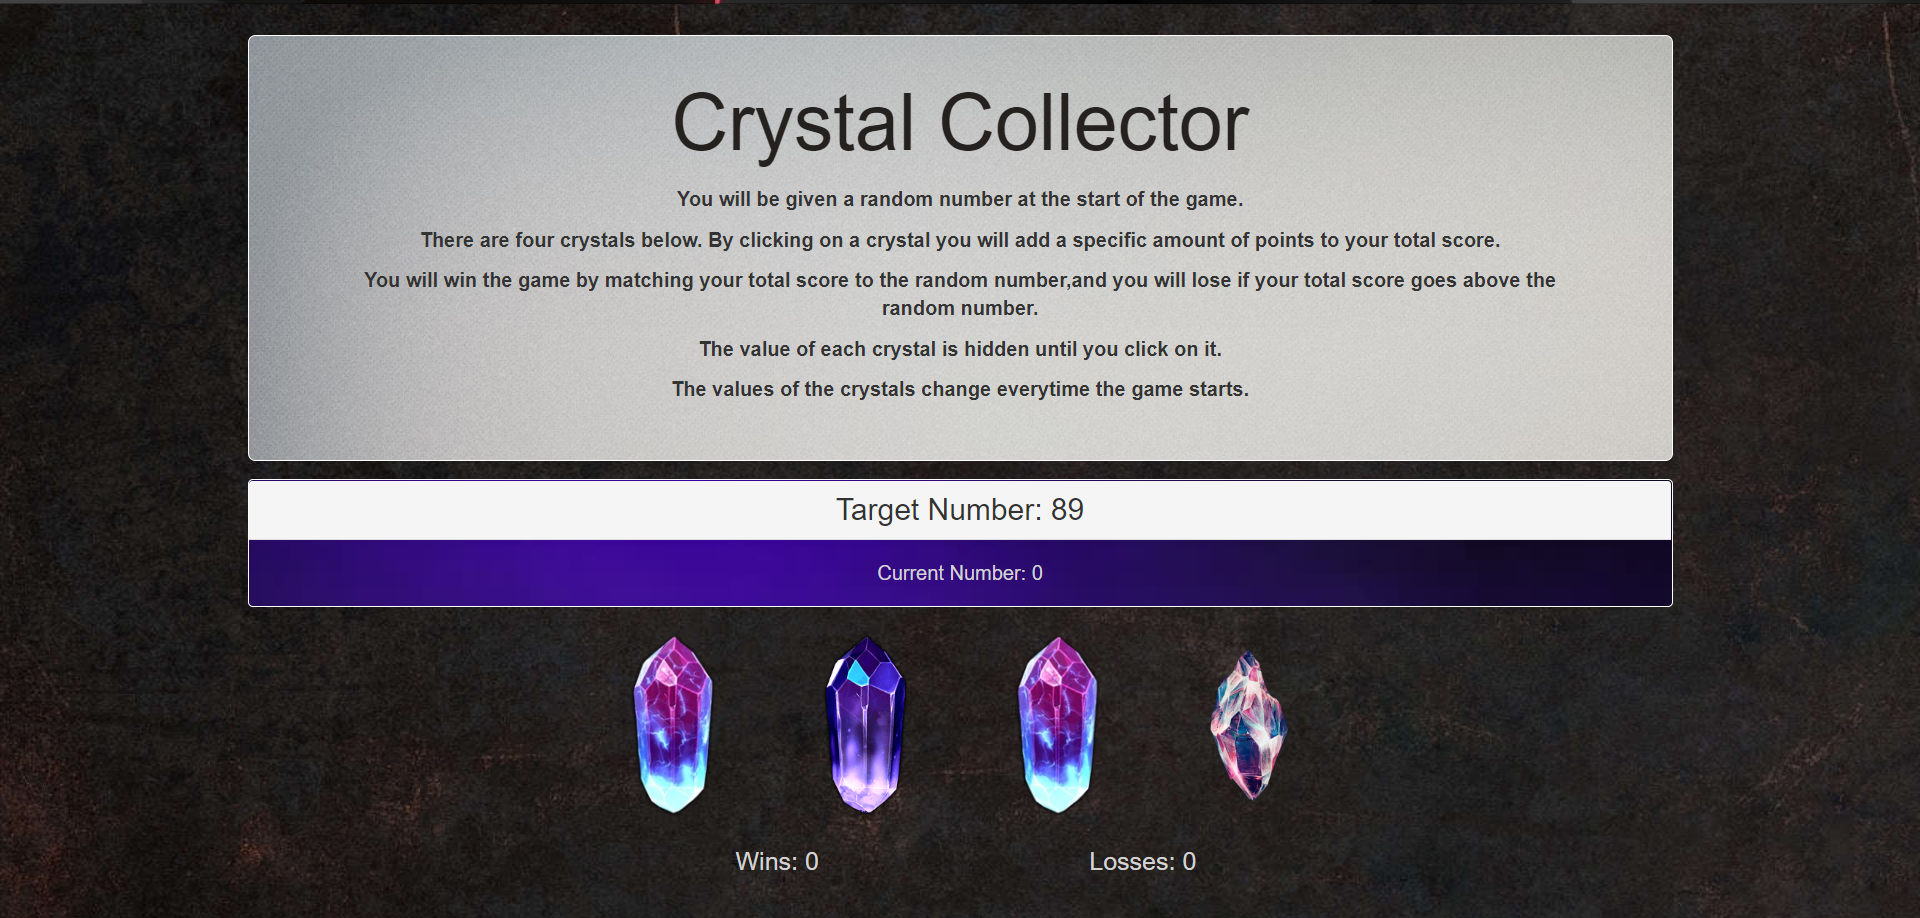 Crystal Collector
You will be given a random number at the start of the game.
There are four crystals below. By clicking on a crystal you will add a specific amount of points to your total score.
You will win the game by matching your total score to the random number,and you will lose if your total score goes above the
random number.
The value of each crystal is hidden until you click on it.
The values of the crystals change everytime the game starts.
Target Number: 89
Current Number: 0
Wins: 0
Losses: 0